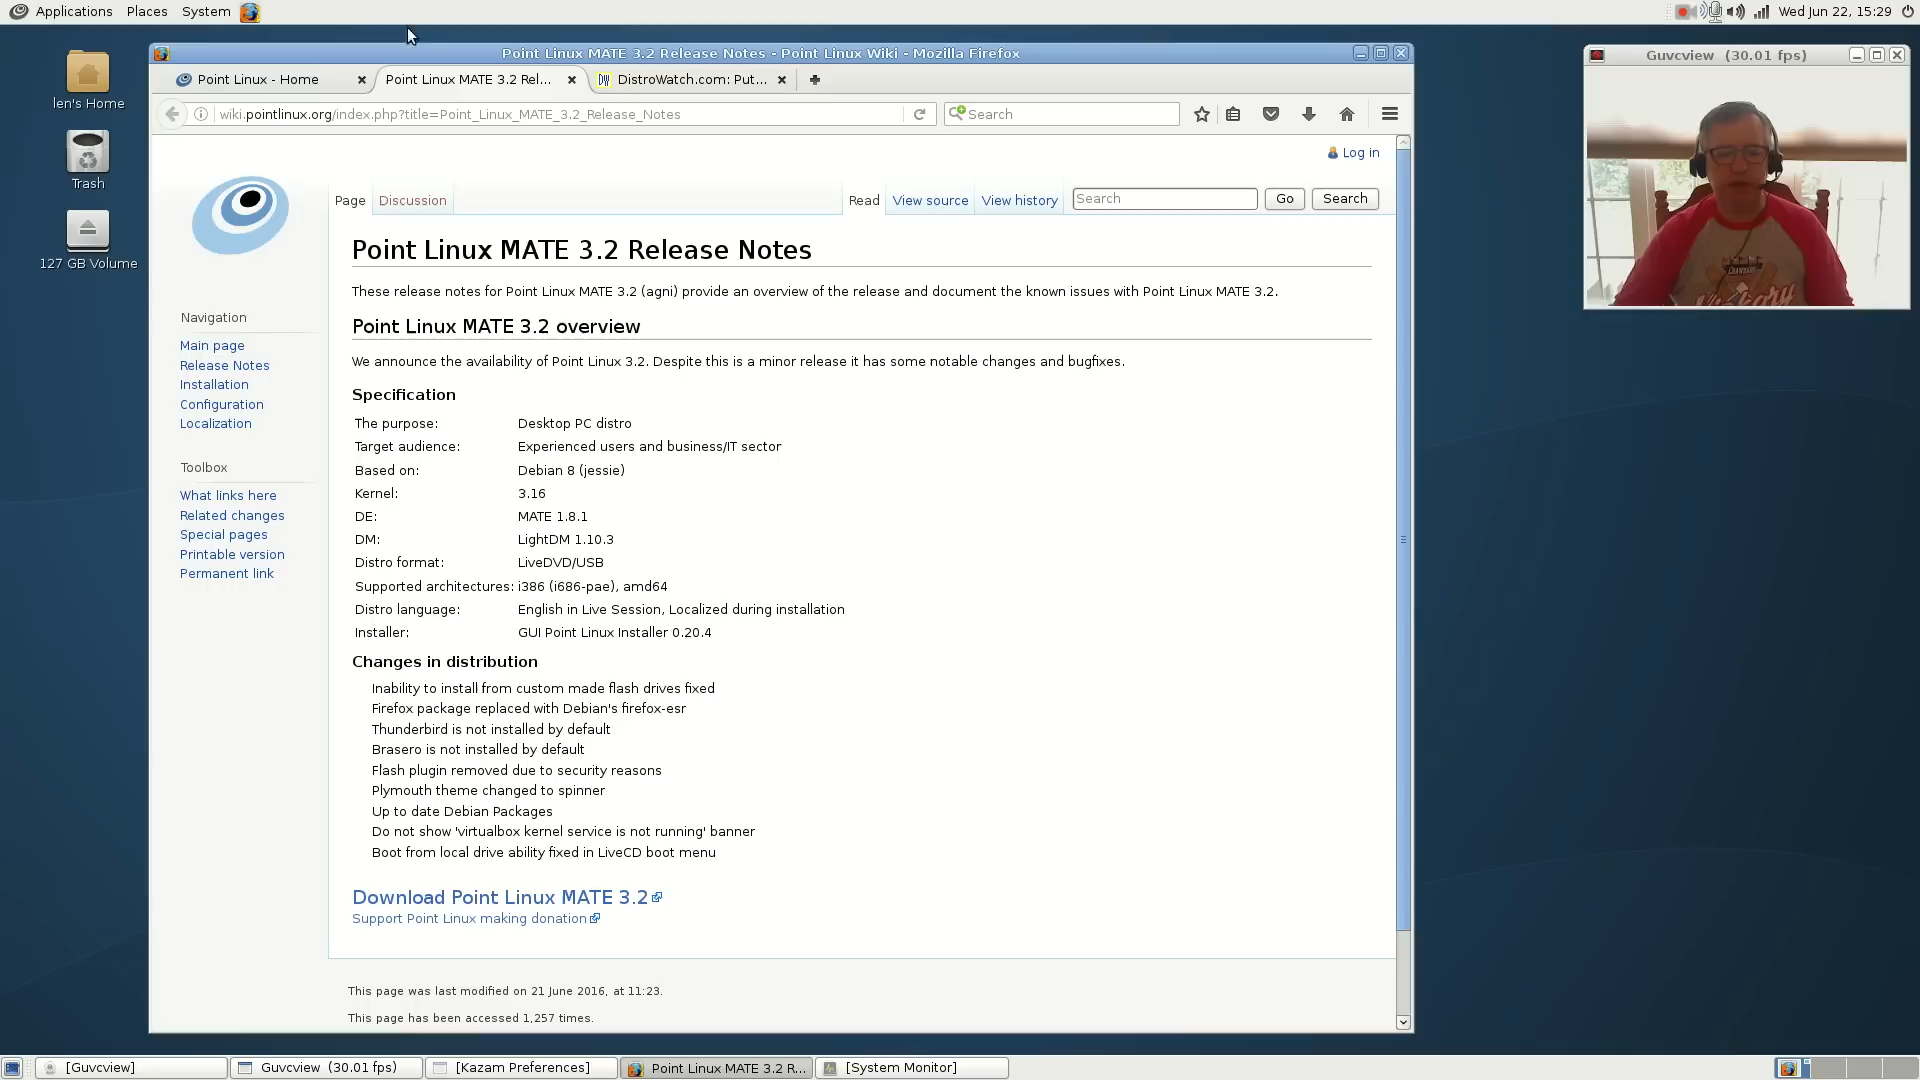 Applications Places System
Wed Jun 22, 15:29
len's Home
Trash
127 GB Volume
Point Linux MATE 3.2 Release Notes - Point Linux Wiki - Mozilla Firefox
Point Linux - Home
Point Linux MATE 3.2 Rel...
DistroWatch.com: Put...
wiki.pointlinux.org/index.php?title=Point_Linux_MATE_3.2_Release_Notes
Search
Log in
Page Discussion
Read View source View history Search Go Search
Navigation
Main page
Release Notes
Installation
Configuration
Localization
Toolbox
What links here
Related changes
Special pages
Printable version
Permanent link
Point Linux MATE 3.2 Release Notes
These release notes for Point Linux MATE 3.2 (agni) provide an overview of the release and document the known issues with Point Linux MATE 3.2.
Point Linux MATE 3.2 overview
We announce the availability of Point Linux 3.2. Despite this is a minor release it has some notable changes and bugfixes.
Specification
The purpose: Desktop PC distro
Target audience: Experienced users and business/IT sector
Based on: Debian 8 (jessie)
Kernel: 3.16
DE: MATE 1.8.1
DM: LightDM 1.10.3
Distro format: LiveDVD/USB
Supported architectures: i386 (i686-pae), amd64
Distro language: English in Live Session, Localized during installation
Installer: GUI Point Linux Installer 0.20.4
Changes in distribution
Inability to install from custom made flash drives fixed
Firefox package replaced with Debian's firefox-esr
Thunderbird is not installed by default
Brasero is not installed by default
Flash plugin removed due to security reasons
Plymouth theme changed to spinner
Up to date Debian Packages
Do not show 'virtualbox kernel service is not running' banner
Boot from local drive ability fixed in LiveCD boot menu
Download Point Linux MATE 3.2
Support Point Linux making donation
This page was last modified on 21 June 2016, at 11:23.
This page has been accessed 1,257 times.
Guvcview (30.01 fps)
[Guvcview]
Guvcview (30.01 fps)
[Kazam Preferences]
Point Linux MATE 3.2 R...
[System Monitor]